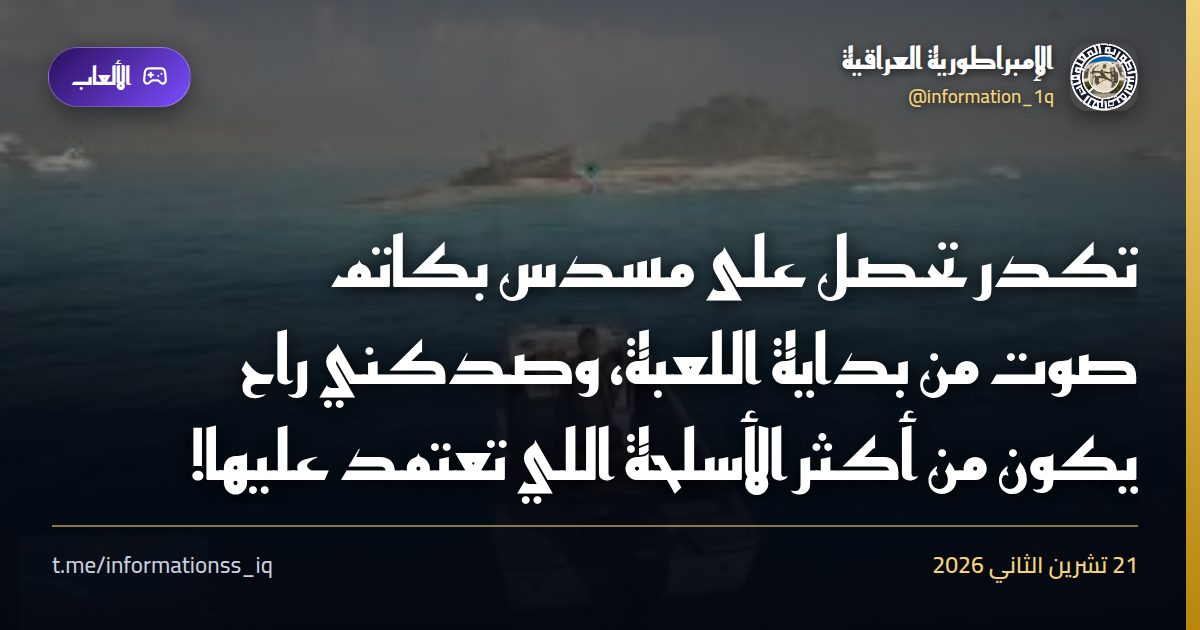 الإمبراطورية العراقية
@information_1q
الألعاب
تكدر تحصل على مسدس بكاتم
صوت من بداية اللعبة، وصدكني راح
يكون من أكثر الأسلحة اللي تعتمد عليها!
21 تشرين الثاني 2026
t.me/informationss_iq